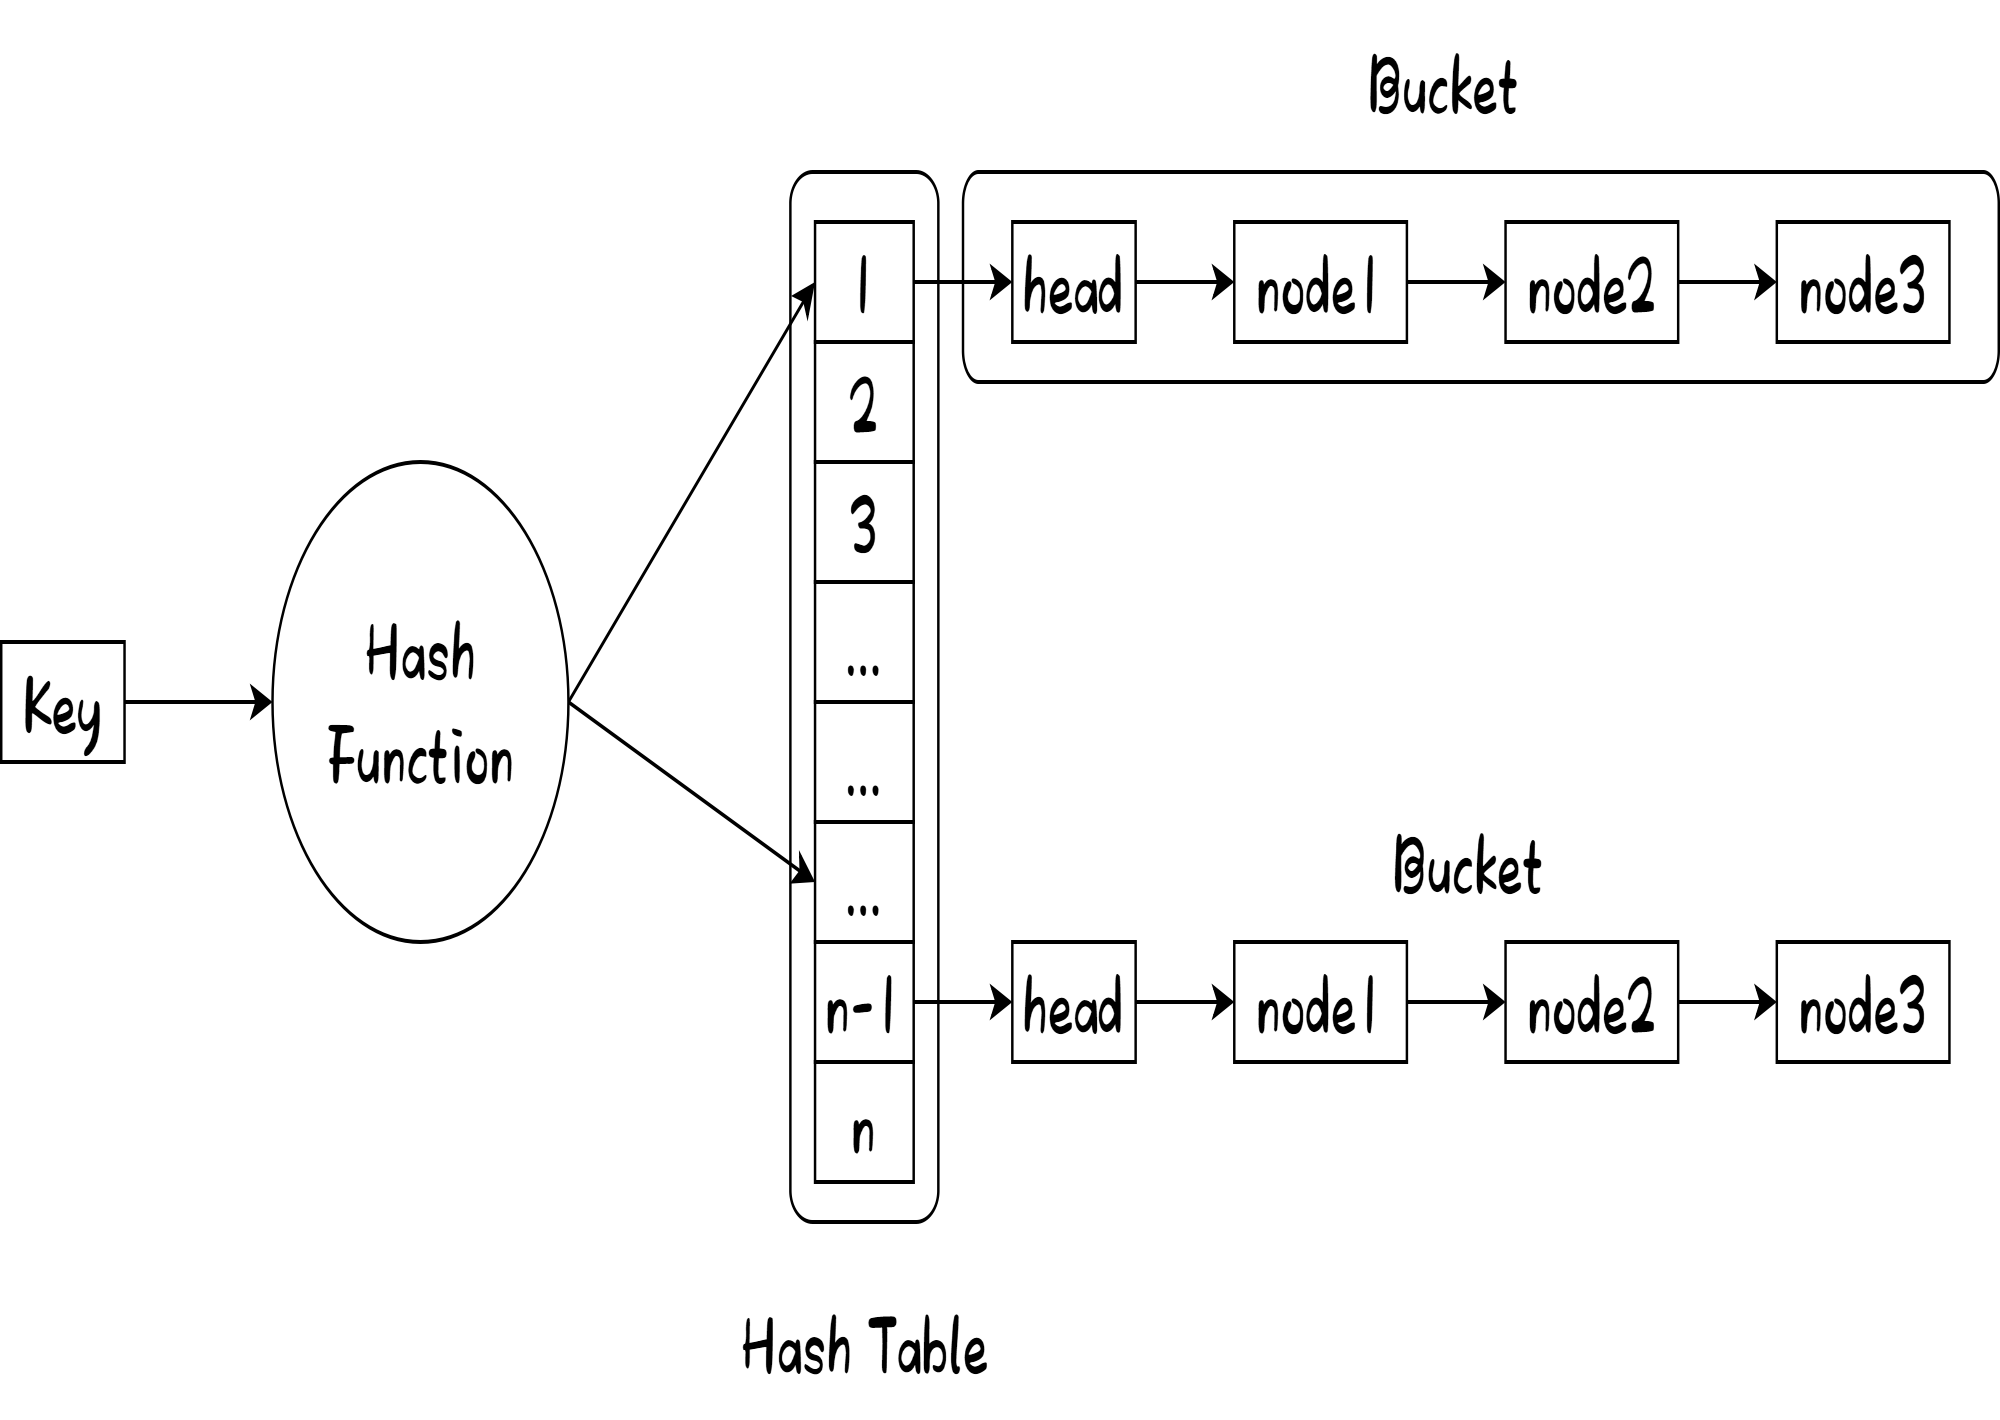 Bucket
1
head
node1
node2
node3
2
3
...
Key
Hash
Function
...
...
Bucket
n-1
head
node1
node2
node3
n
Hash Table